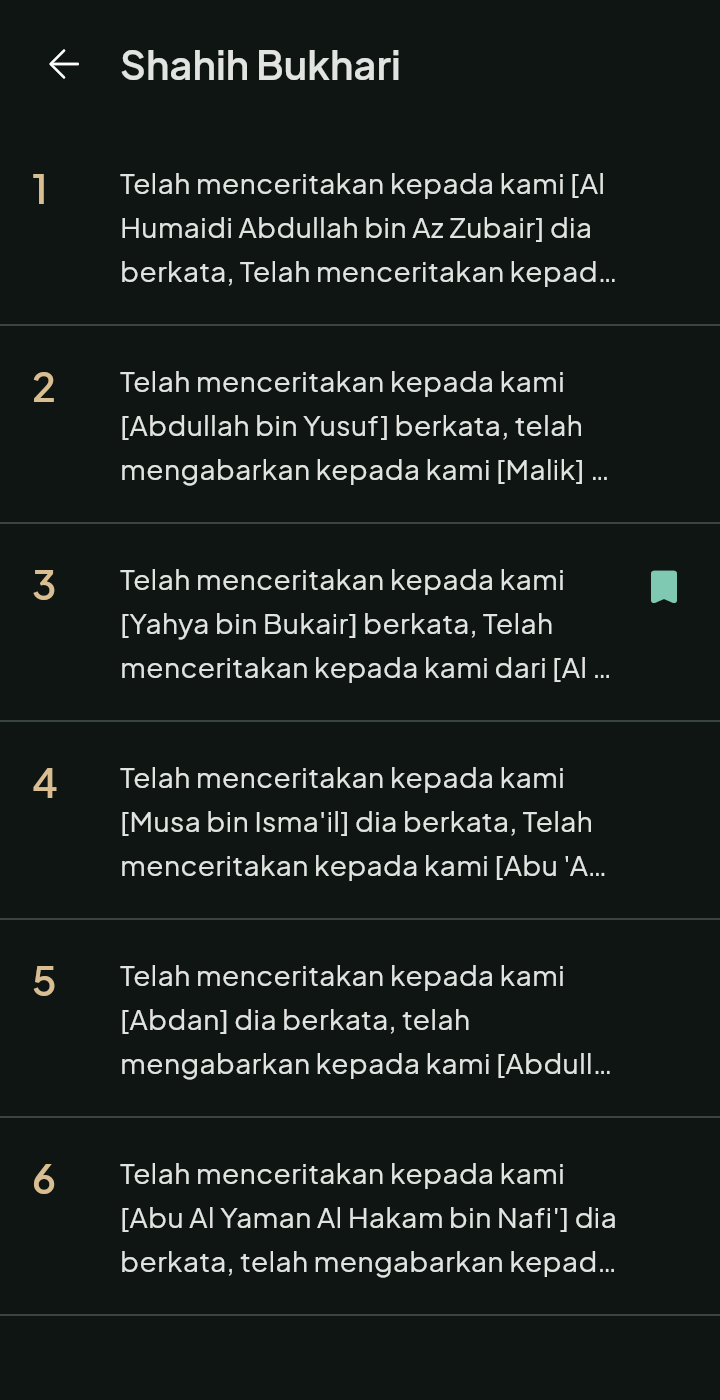 Shahih Bukhari
1
Telah menceritakan kepada kami [Al
Humaidi Abdullah bin Az Zubair] dia
berkata, Telah menceritakan kepad...
2
Telah menceritakan kepada kami
[Abdullah bin Yusuf] berkata, telah
mengabarkan kepada kami [Malik] ...
3
Telah menceritakan kepada kami
[Yahya bin Bukair] berkata, Telah
menceritakan kepada kami dari [Al ...
4
Telah menceritakan kepada kami
[Musa bin Isma'il] dia berkata, Telah
menceritakan kepada kami [Abu 'A...
5
Telah menceritakan kepada kami
[Abdan] dia berkata, telah
mengabarkan kepada kami [Abdull...
6
Telah menceritakan kepada kami
[Abu Al Yaman Al Hakam bin Nafi'] dia
berkata, telah mengabarkan kepad...